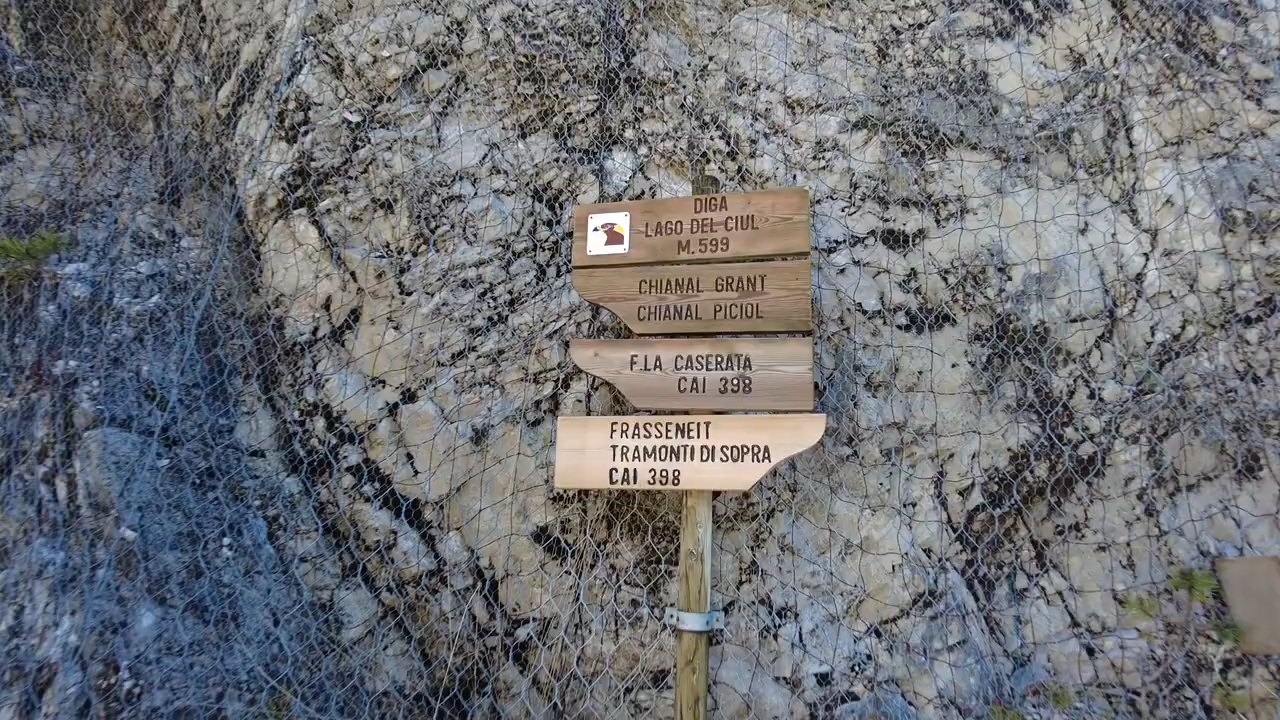 DIGA
LAGO DEL CIUL
M.599
CHIANAL GRANT
CHIANAL PICIOL
F.LA CASERATA
CAI 398
FRASSENEIT
TRAMONTI DI SOPRA
CAI 398